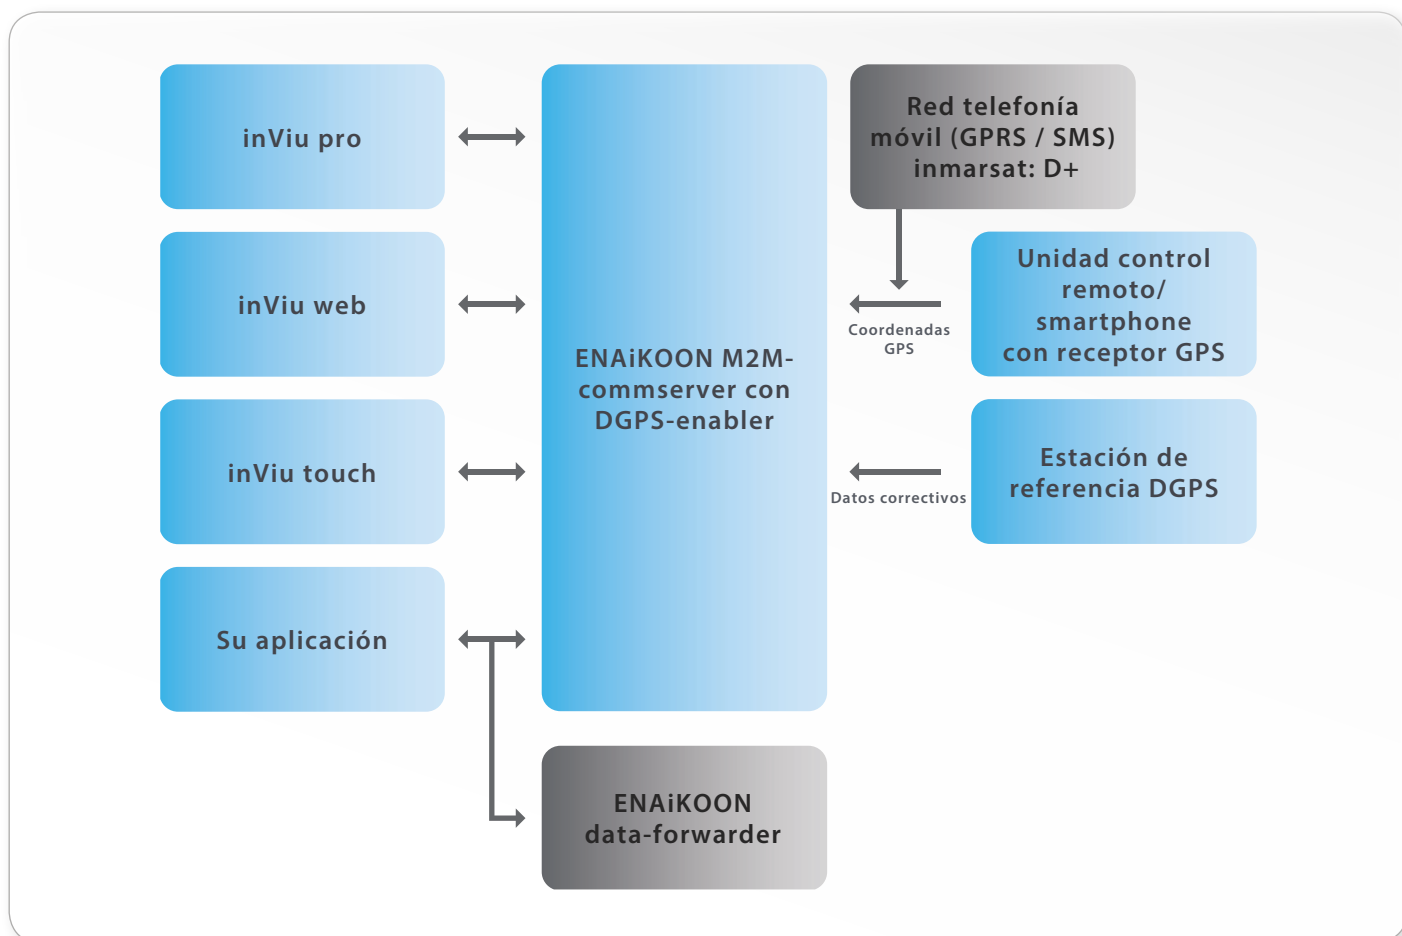 inViu pro
inViu web
inViu touch
Su aplicación
ENAiKOON M2M-
commserver con
DGPS-enabler
ENAiKOON
data-forwarder
Red telefonía
móvil (GPRS / SMS)
inmarsat: D+
Coordenadas
GPS
Unidad control
remoto/
smartphone
con receptor GPS
Datos correctivos
Estación de
referencia DGPS